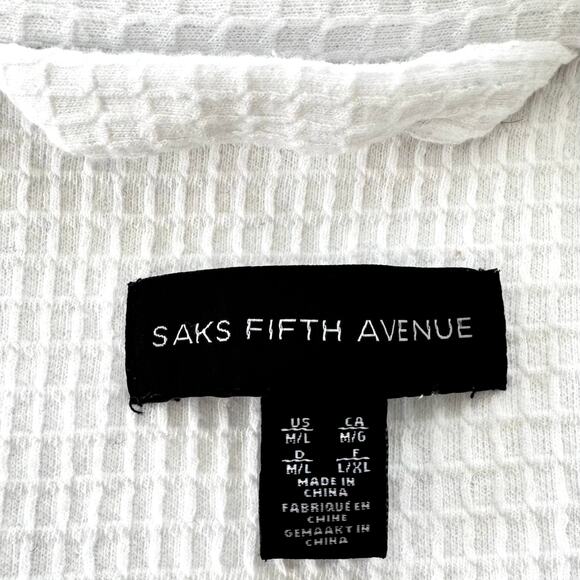 SAKS FIFTH AVENUE
US CA
M/L M/G
D F
M/L L/XL
MADE IN
CHINA
FABRIQUÉ EN
CHINE
GEMAAKT IN
CHINA